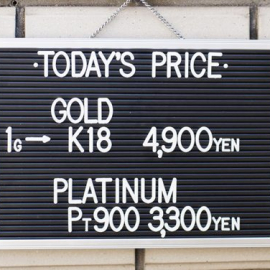 ·TODAY'S PRICE·
GOLD
1G→ K18 4,900YEN
PLATINUM
PT900 3,300YEN